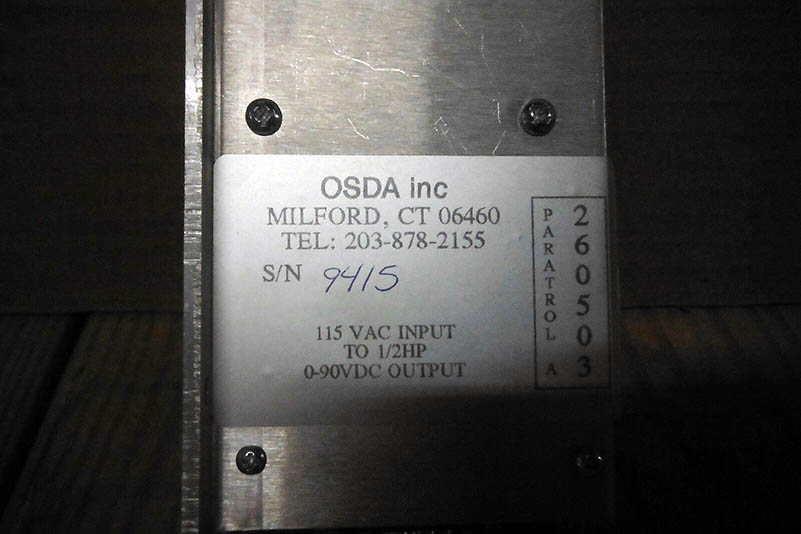 OSDA inc
MILFORD, CT 06460
TEL: 203-878-2155
S/N 9415
115 VAC INPUT
TO 1/2HP
0-90VDC OUTPUT
PARATROL A
260503